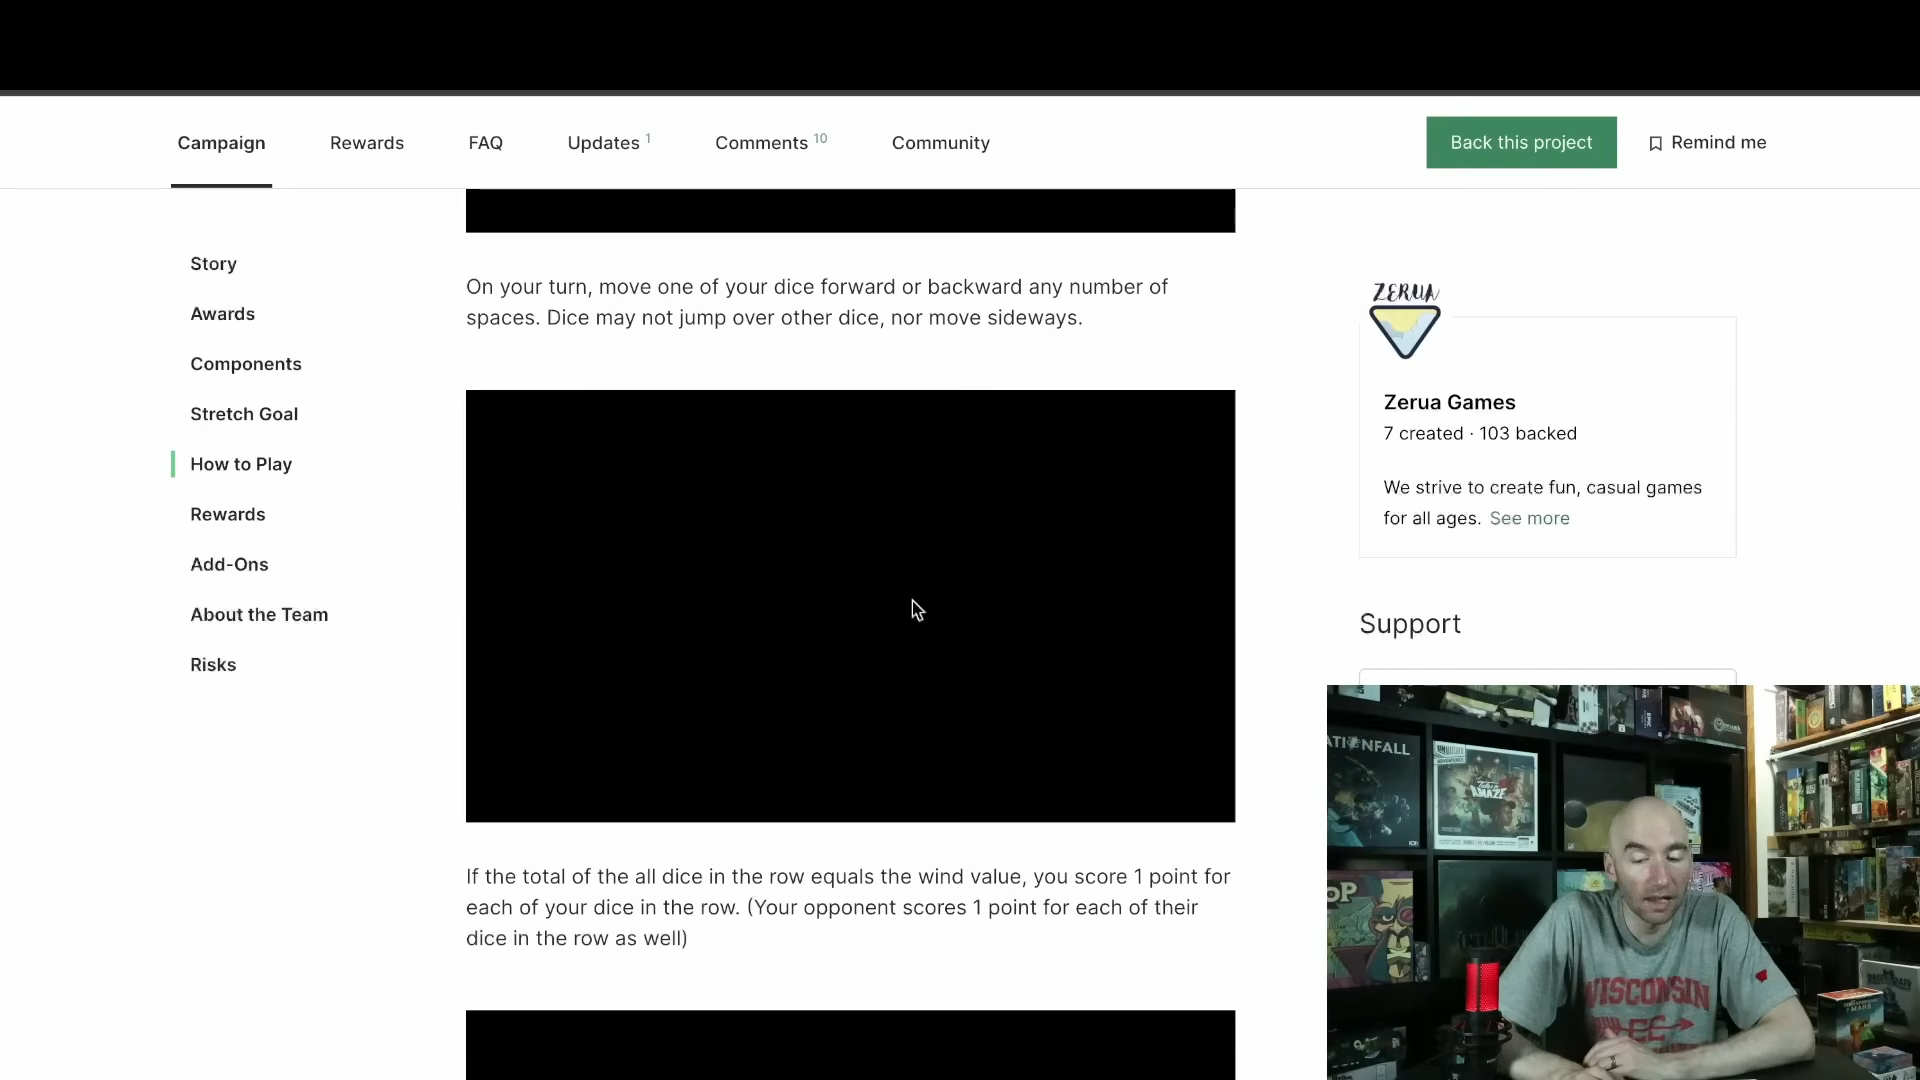 Campaign
Rewards
FAQ
Updates 1
Comments 10
Community
Back this project
Remind me
Story
Awards
Components
Stretch Goal
How to Play
Rewards
Add-Ons
About the Team
Risks
On your turn, move one of your dice forward or backward any number of
spaces. Dice may not jump over other dice, nor move sideways.
If the total of the all dice in the row equals the wind value, you score 1 point for
each of your dice in the row. (Your opponent scores 1 point for each of their
dice in the row as well)
ZERUA
Zerua Games
7 created · 103 backed
We strive to create fun, casual games
for all ages. See more
Support
ATIONFALL
AMAZE
WISCONSIN